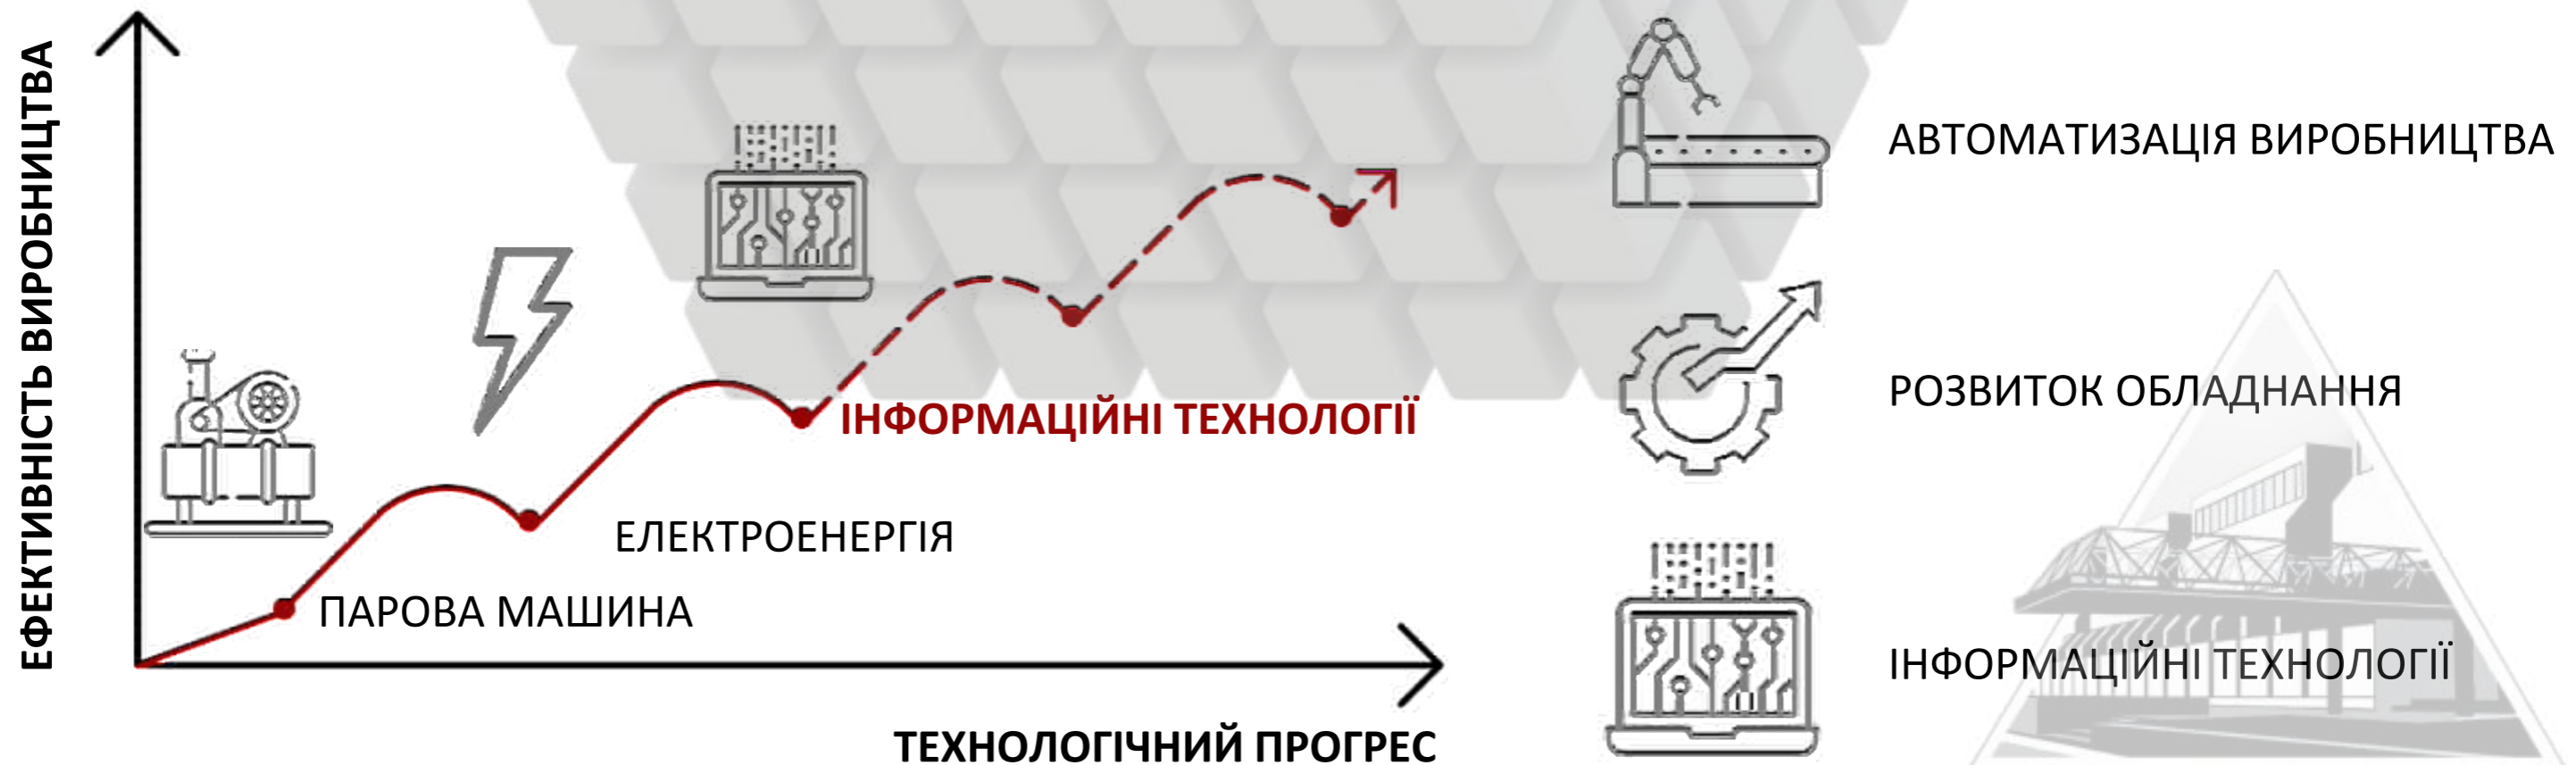 ЕФЕКТИВНІСТЬ ВИРОБНИЦТВА
ІНФОРМАЦІЙНІ ТЕХНОЛОГІЇ
ЕЛЕКТРОЕНЕРГІЯ
ПАРОВА МАШИНА
ТЕХНОЛОГІЧНИЙ ПРОГРЕС
АВТОМАТИЗАЦІЯ ВИРОБНИЦТВА
РОЗВИТОК ОБЛАДНАННЯ
ІНФОРМАЦІЙНІ ТЕХНОЛОГІЇ